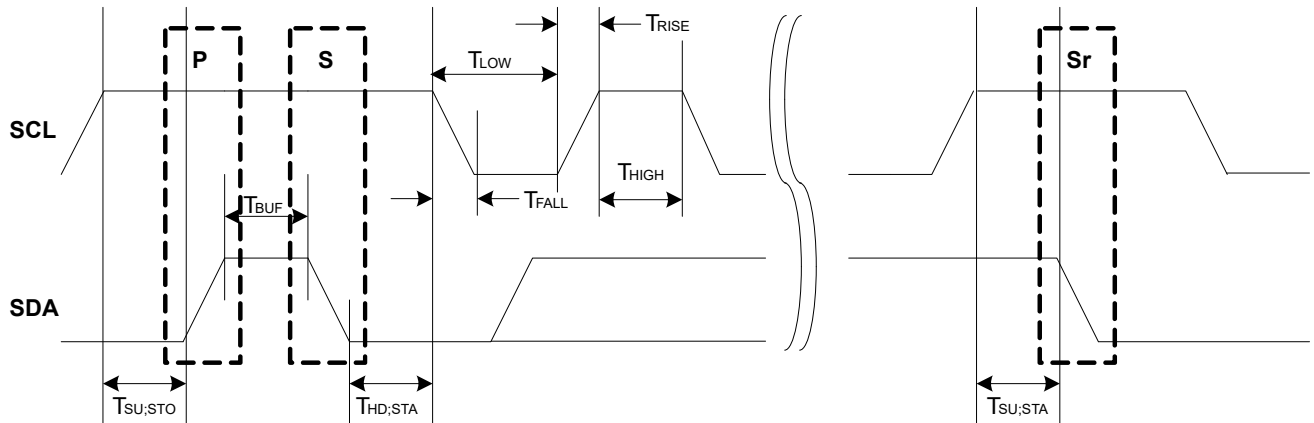 TRISE
P
S
TLOW
Sr
SCL
THIGH
TFALL
TBUF
SDA
TSU;STO
THD;STA
TSU;STA